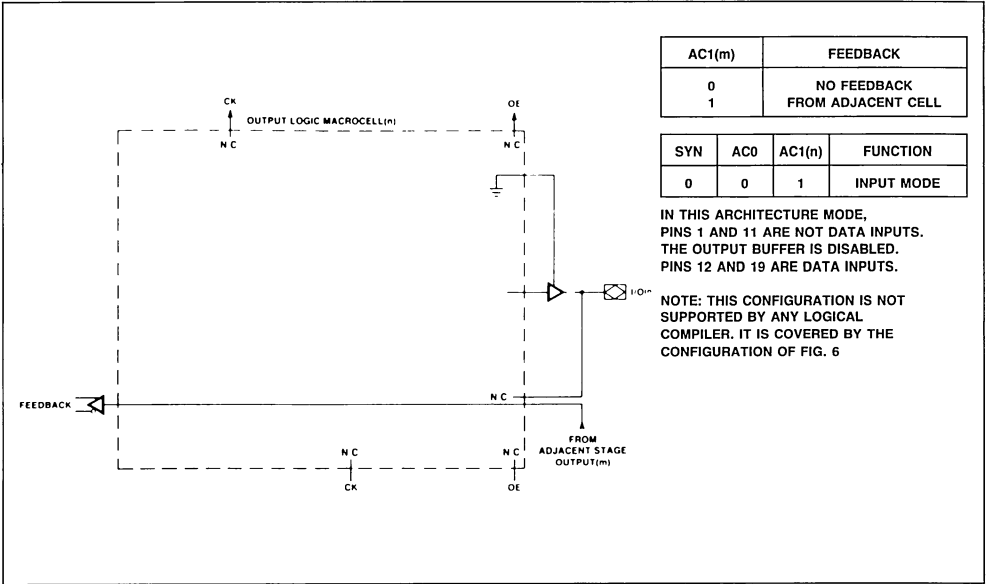 AC1(m) FEEDBACK
0 NO FEEDBACK
1 FROM ADJACENT CELL
SYN AC0 AC1(n) FUNCTION
0 0 1 INPUT MODE
IN THIS ARCHITECTURE MODE,
PINS 1 AND 11 ARE NOT DATA INPUTS.
THE OUTPUT BUFFER IS DISABLED.
PINS 12 AND 19 ARE DATA INPUTS.
NOTE: THIS CONFIGURATION IS NOT
SUPPORTED BY ANY LOGICAL
COMPILER. IT IS COVERED BY THE
CONFIGURATION OF FIG. 6
CK
OE
OUTPUT LOGIC MACROCELL(n)
N C
N C
N C
FEEDBACK
FROM
ADJACENT STAGE
OUTPUT(m)
N C
N C
CK
OE